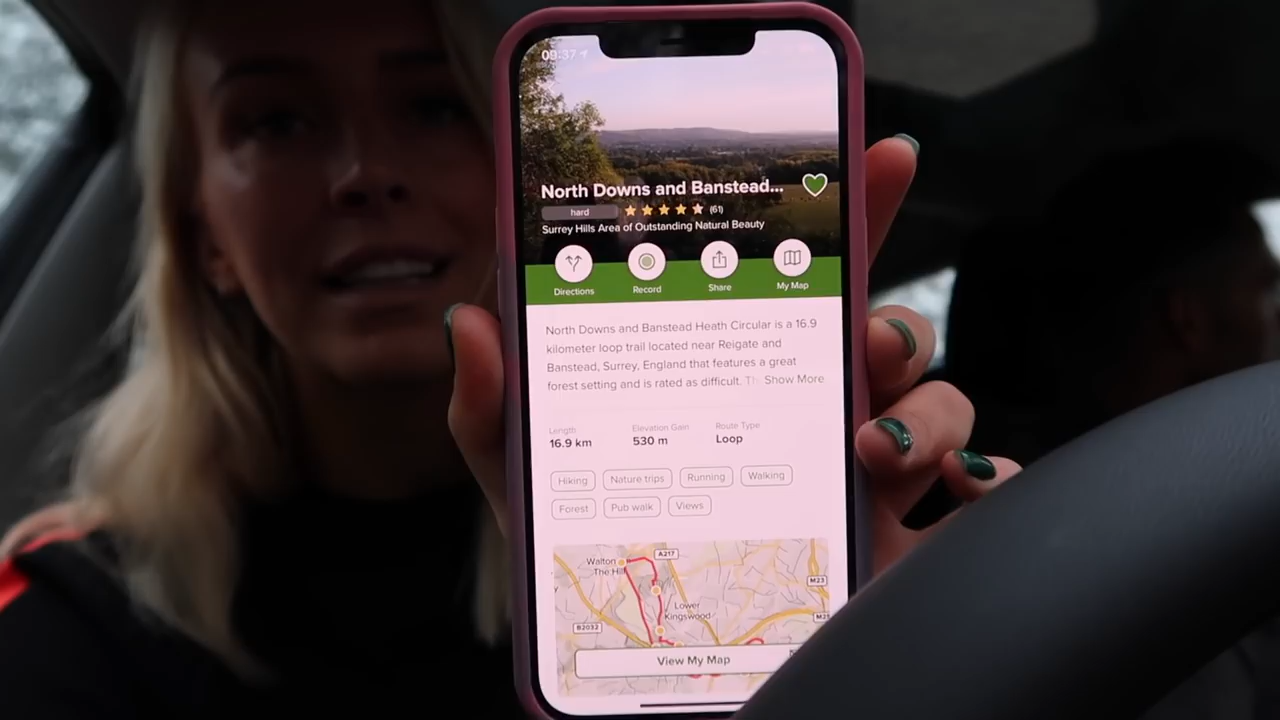 09:37
North Downs and Banstead...
hard (61)
Surrey Hills Area of Outstanding Natural Beauty
Directions Record Share My Map
North Downs and Banstead Heath Circular is a 16.9
kilometer loop trail located near Reigate and
Banstead, Surrey, England that features a great
forest setting and is rated as difficult. Show More
Length Elevation Gain Route Type
16.9 km 530 m Loop
Hiking Nature trips Running Walking
Forest Pub walk Views
Walton A217
The Hill
M23
Lower
Kingswood
B2032
View My Map